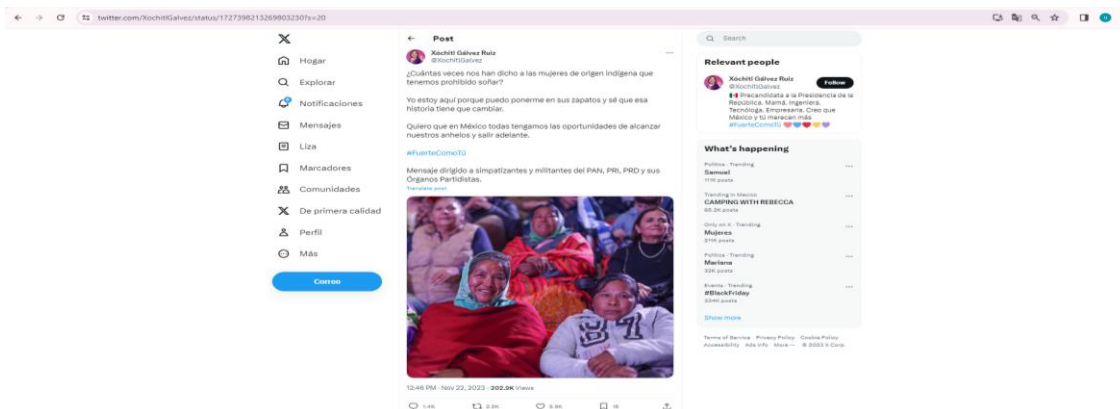 twitter.com/XochitlGalvez/status/1727398213269803230?s=20
Hogar
Explorar
Notificaciones
Mensajes
Liza
Marcadores
Comunidades
De primera calidad
Perfil
Más
Correo
Post
Xóchitl Gálvez Ruiz
@XochitlGalvez
¿Cuántas veces nos han dicho a las mujeres de origen indígena que
tenemos prohibido soñar?
Yo estoy aquí porque puedo ponerme en sus zapatos y sé que esa
historia tiene que cambiar.
Quiero que en México todas tengamos las oportunidades de alcanzar
nuestros anhelos y salir adelante.
#FuerteComoTú
Mensaje dirigido a simpatizantes y militantes del PAN, PRI, PRD y sus
Órganos Partidistas.
Translate post
87
12:46 PM · Nov 22, 2023 · 202.9K Views
1.4K
Search
Relevant people
Xóchitl Gálvez Ruiz
@XochitlGalvez
Follow
Precandidata a la Presidencia de la
República. Mamá, Ingeniera.
Tecnóloga. Empresaria. Creo que
México y tú merecen más
#FuerteComoTú
What's happening
Politics · Trending
Samuel
111K posts
Trending in Mexico
CAMPING WITH REBECCA
65.2K posts
Only on X · Trending
Mujeres
Politics · Trending
Mariana
Events · Trending
#BlackFriday
Show more
Terms of Service Privacy Policy Cookie Policy
Accessibility Ads info More ··· © 2023 X Corp.